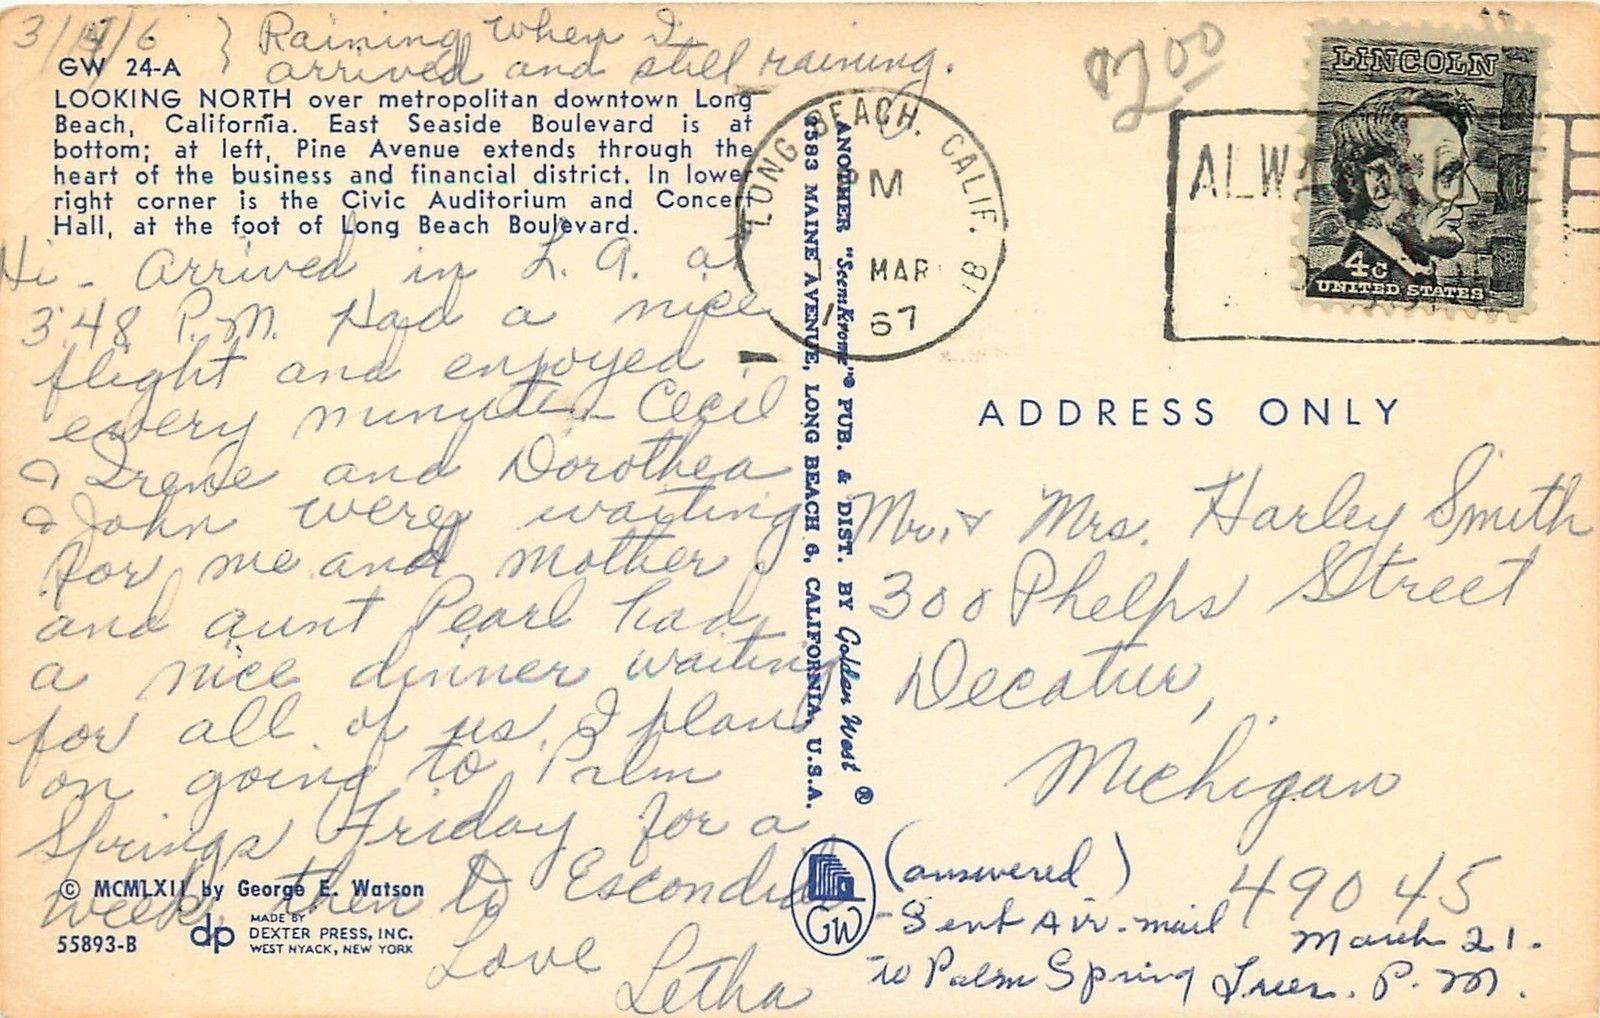 3/14/6 } Raining when I
arrived and still raining.
GW 24-A
LOOKING NORTH over metropolitan downtown Long
Beach, California. East Seaside Boulevard is at
bottom; at left, Pine Avenue extends through the
heart of the business and financial district. In lower
right corner is the Civic Auditorium and Concert
Hall, at the foot of Long Beach Boulevard.
Hi - Arrived in L.A. at
3:48 P.M. Had a nice
flight and enjoyed
every minute - Cecil
& Irene and Dorothea
& John were waiting
for me and mother
and aunt Pearl had
a nice dinner waiting
for all of us. I plan
on going to Palm
Springs Friday for a
week, then to Escondido
Love
Letha
© MCMLXII by George E. Watson
55893-B
dp
MADE BY
DEXTER PRESS, INC.
WEST NYACK, NEW YORK
ANOTHER "ScemKrome"® PUB. & DIST. BY Golden West ®
2583 MAINE AVENUE, LONG BEACH 6, CALIFORNIA, U.S.A.
GW
2.00
LONG BEACH, CALIF.
PM
MAR
67
ALW
LINCOLN
4c
UNITED STATES
ADDRESS ONLY
Mr. & Mrs. Harley Smith
300 Phelps Street
Decatur,
Michigan
49045
(answered)
- Sent Air-mail March 21.
to Palm Spring Tues. P.M.